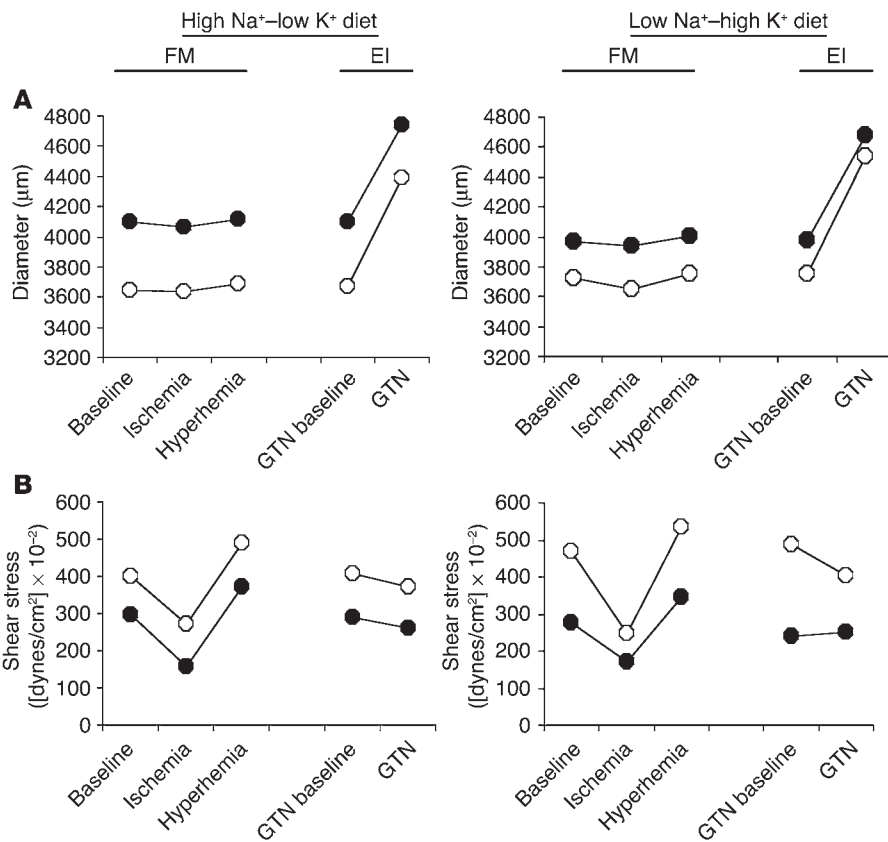 High Na⁺–low K⁺ diet
FM
EI
Low Na⁺–high K⁺ diet
FM
EI
A
Diameter (μm)
4800
4600
4400
4200
4000
3800
3600
3400
3200
Baseline
Ischemia
Hyperhemia
GTN baseline
GTN
Diameter (μm)
4800
4600
4400
4200
4000
3800
3600
3400
3200
Baseline
Ischemia
Hyperhemia
GTN baseline
GTN
B
Shear stress
([dynes/cm²] × 10⁻²)
600
500
400
300
200
100
0
Baseline
Ischemia
Hyperhemia
GTN baseline
GTN
Shear stress
([dynes/cm²] × 10⁻²)
600
500
400
300
200
100
0
Baseline
Ischemia
Hyperhemia
GTN baseline
GTN